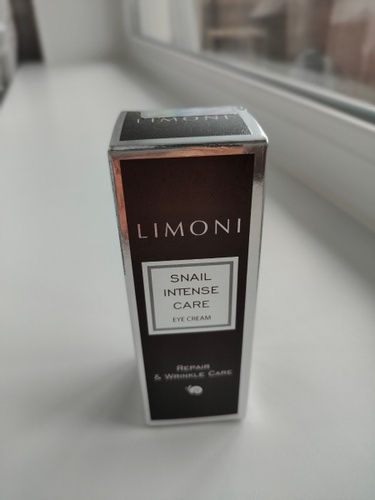 LIMONI
LIMONI
SNAIL
INTENSE
CARE
EYE CREAM
REPAIR
& WRINKLE CARE